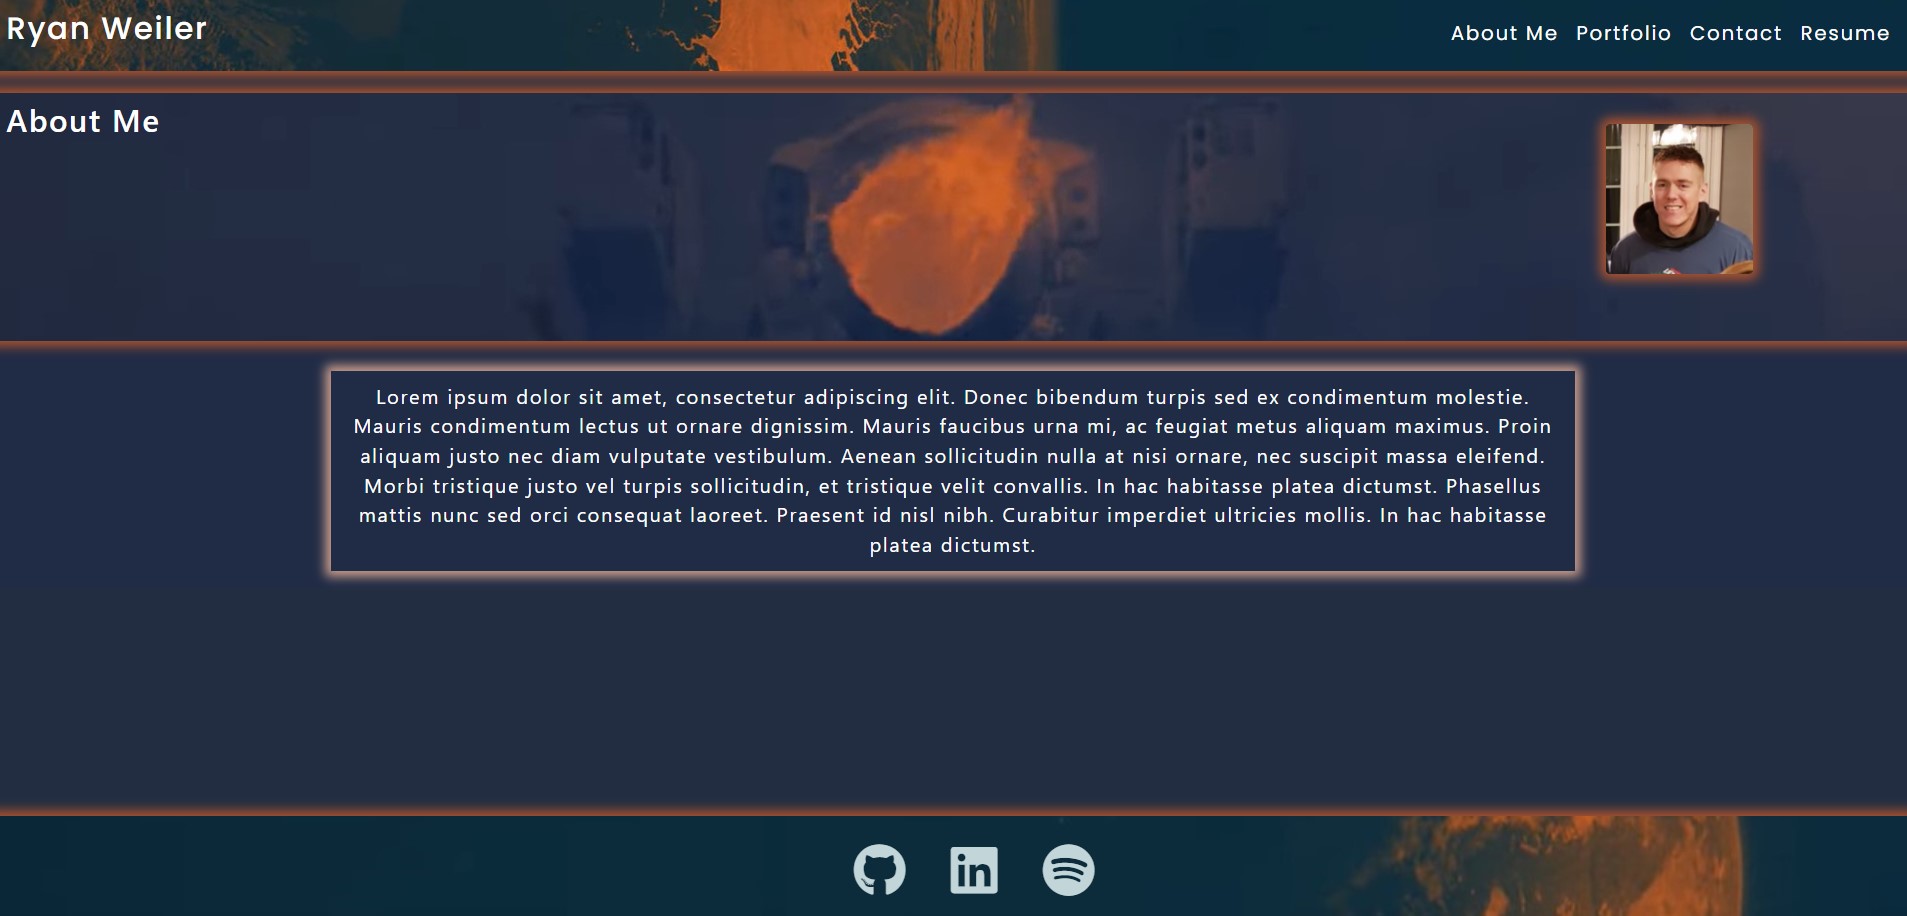 Ryan Weiler
About Me Portfolio Contact Resume
About Me
Lorem ipsum dolor sit amet, consectetur adipiscing elit. Donec bibendum turpis sed ex condimentum molestie.
Mauris condimentum lectus ut ornare dignissim. Mauris faucibus urna mi, ac feugiat metus aliquam maximus. Proin
aliquam justo nec diam vulputate vestibulum. Aenean sollicitudin nulla at nisi ornare, nec suscipit massa eleifend.
Morbi tristique justo vel turpis sollicitudin, et tristique velit convallis. In hac habitasse platea dictumst. Phasellus
mattis nunc sed orci consequat laoreet. Praesent id nisl nibh. Curabitur imperdiet ultricies mollis. In hac habitasse
platea dictumst.
in